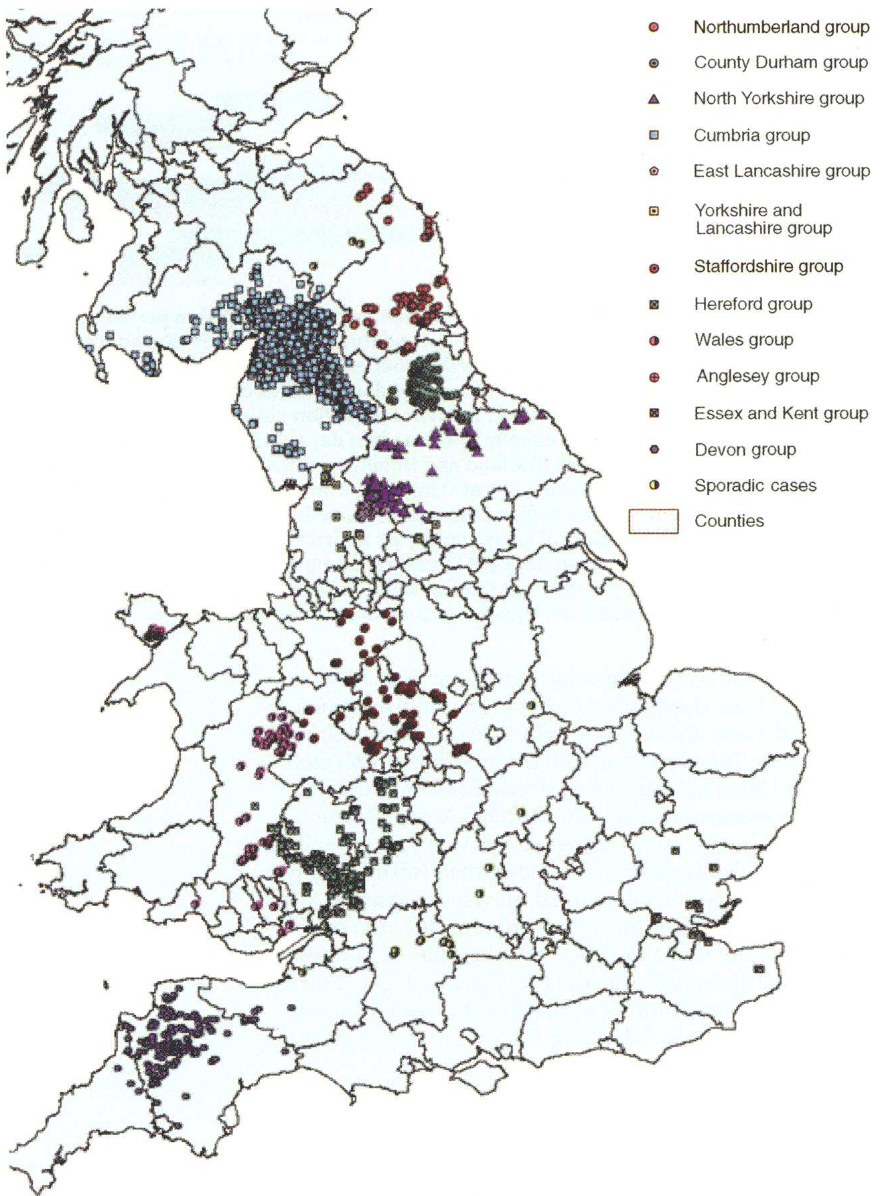 Northumberland group
County Durham group
North Yorkshire group
Cumbria group
East Lancashire group
Yorkshire and
Lancashire group
Staffordshire group
Hereford group
Wales group
Anglesey group
Essex and Kent group
Devon group
Sporadic cases
Counties